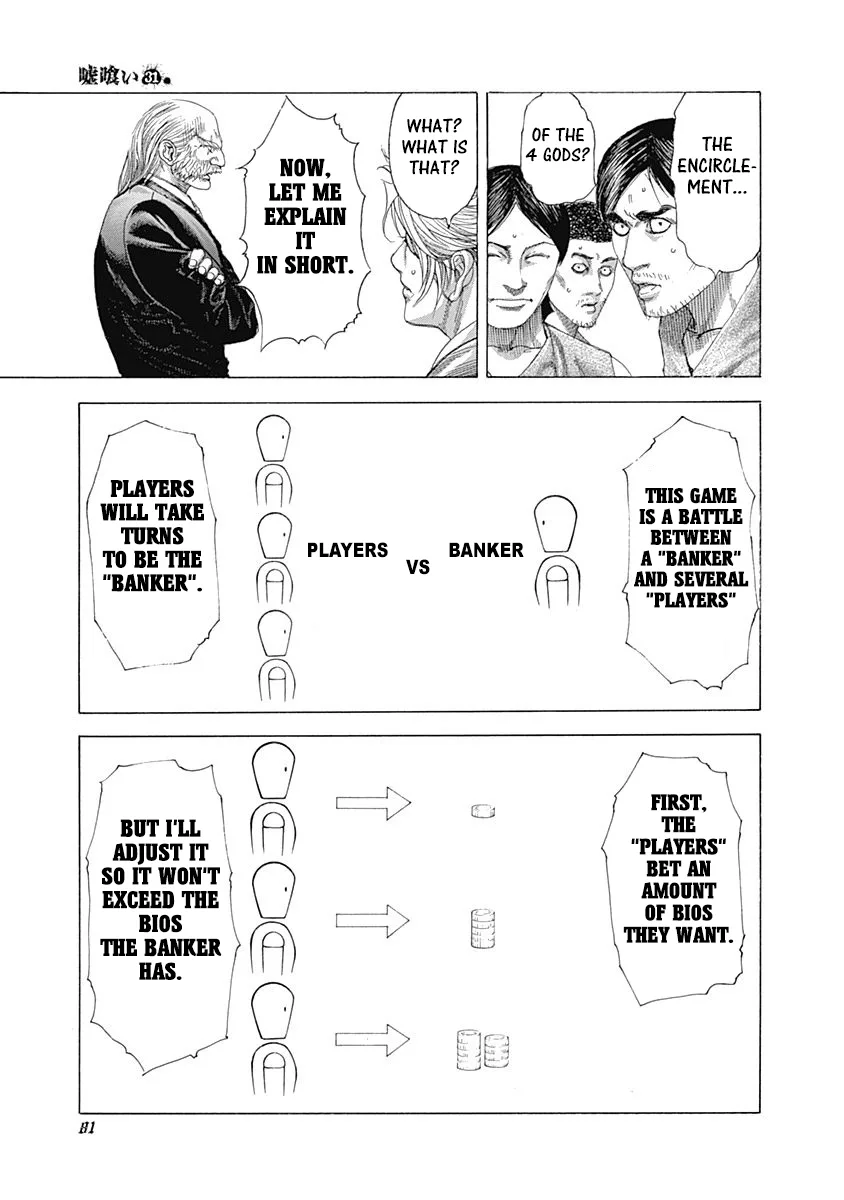 嘘喰い 31
THE
ENCIRCLE-
MENT...
OF THE
4 GODS?
WHAT?
WHAT IS
THAT?
NOW,
LET ME
EXPLAIN
IT
IN SHORT.
THIS GAME
IS A BATTLE
BETWEEN
A "BANKER"
AND SEVERAL
"PLAYERS"
BANKER
VS
PLAYERS
PLAYERS
WILL TAKE
TURNS
TO BE THE
"BANKER".
FIRST,
THE
"PLAYERS"
BET AN
AMOUNT
OF BIOS
THEY WANT.
BUT I'LL
ADJUST IT
SO IT WON'T
EXCEED THE
BIOS
THE BANKER
HAS.
81